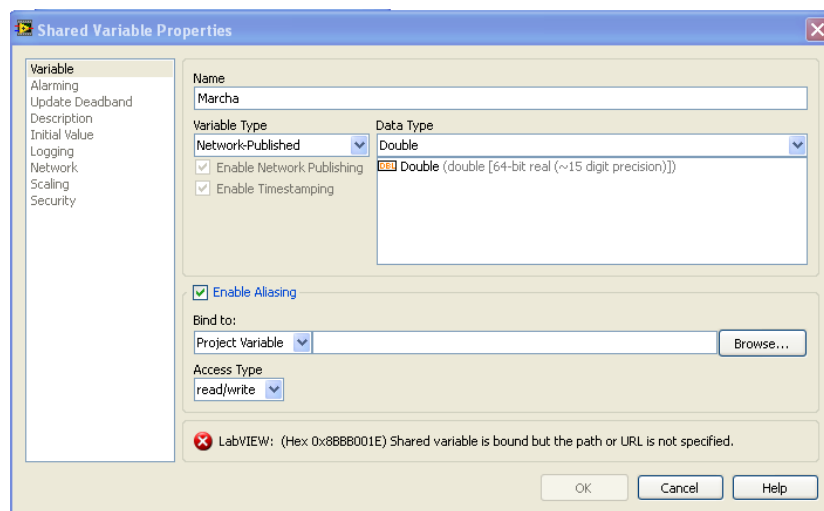 Shared Variable Properties
Variable
Alarming
Update Deadband
Description
Initial Value
Logging
Network
Scaling
Security
Name
Marcha
Variable Type
Network-Published
Enable Network Publishing
Enable Timestamping
Data Type
Double
DBL Double (double [64-bit real (~15 digit precision)])
Enable Aliasing
Bind to:
Project Variable
Browse...
Access Type
read/write
LabVIEW: (Hex 0x8BBB001E) Shared variable is bound but the path or URL is not specified.
OK Cancel Help